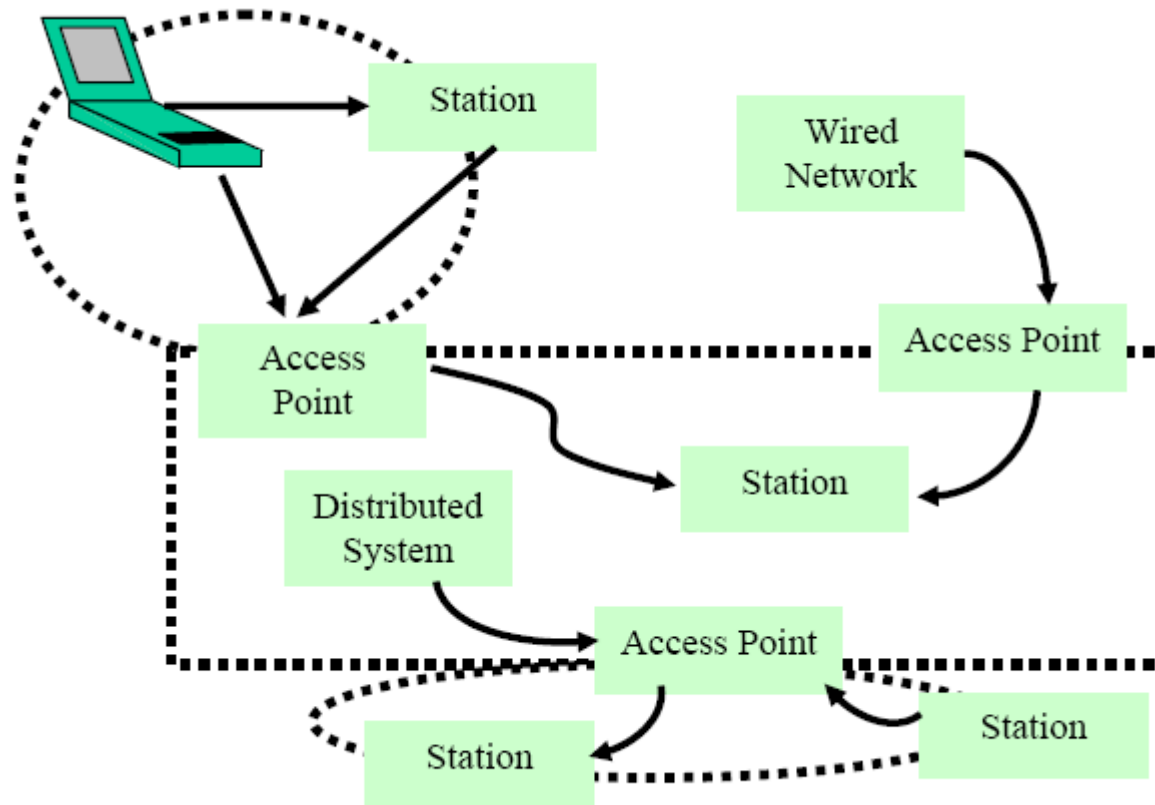 Station
Wired
Network
Access
Point
Access Point
Station
Distributed
System
Access Point
Station
Station